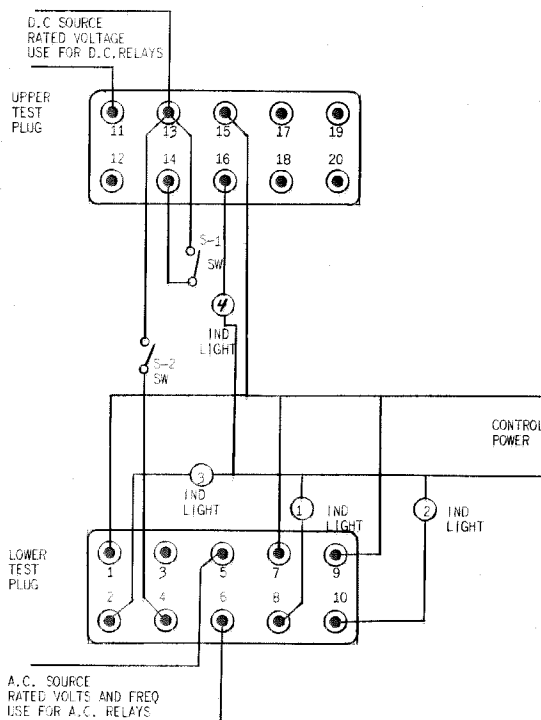 D.C SOURCE
RATED VOLTAGE
USE FOR D.C.RELAYS
UPPER
TEST
PLUG
11 13 15 17 19
12 14 16 18 20
S-1
SW
4
IND
LIGHT
S-2
SW
CONTROL
POWER
3
IND
LIGHT
1
IND
LIGHT
2
IND
LIGHT
LOWER
TEST
PLUG
1 3 5 7 9
2 4 6 8 10
A.C. SOURCE
RATED VOLTS AND FREQ
USE FOR A.C. RELAYS